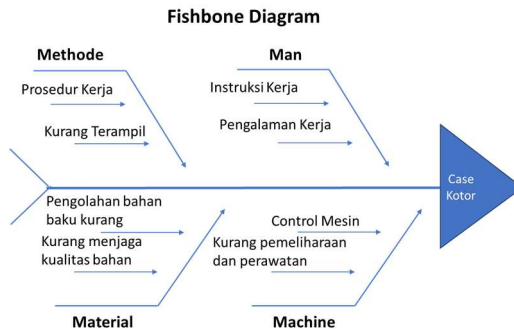 Fishbone Diagram
Methode
Man
Prosedur Kerja
Instruksi Kerja
Kurang Terampil
Pengalaman Kerja
Case
Kotor
Pengolahan bahan
baku kurang
Control Mesin
Kurang menjaga
kualitas bahan
Kurang pemeliharaan
dan perawatan
Material
Machine